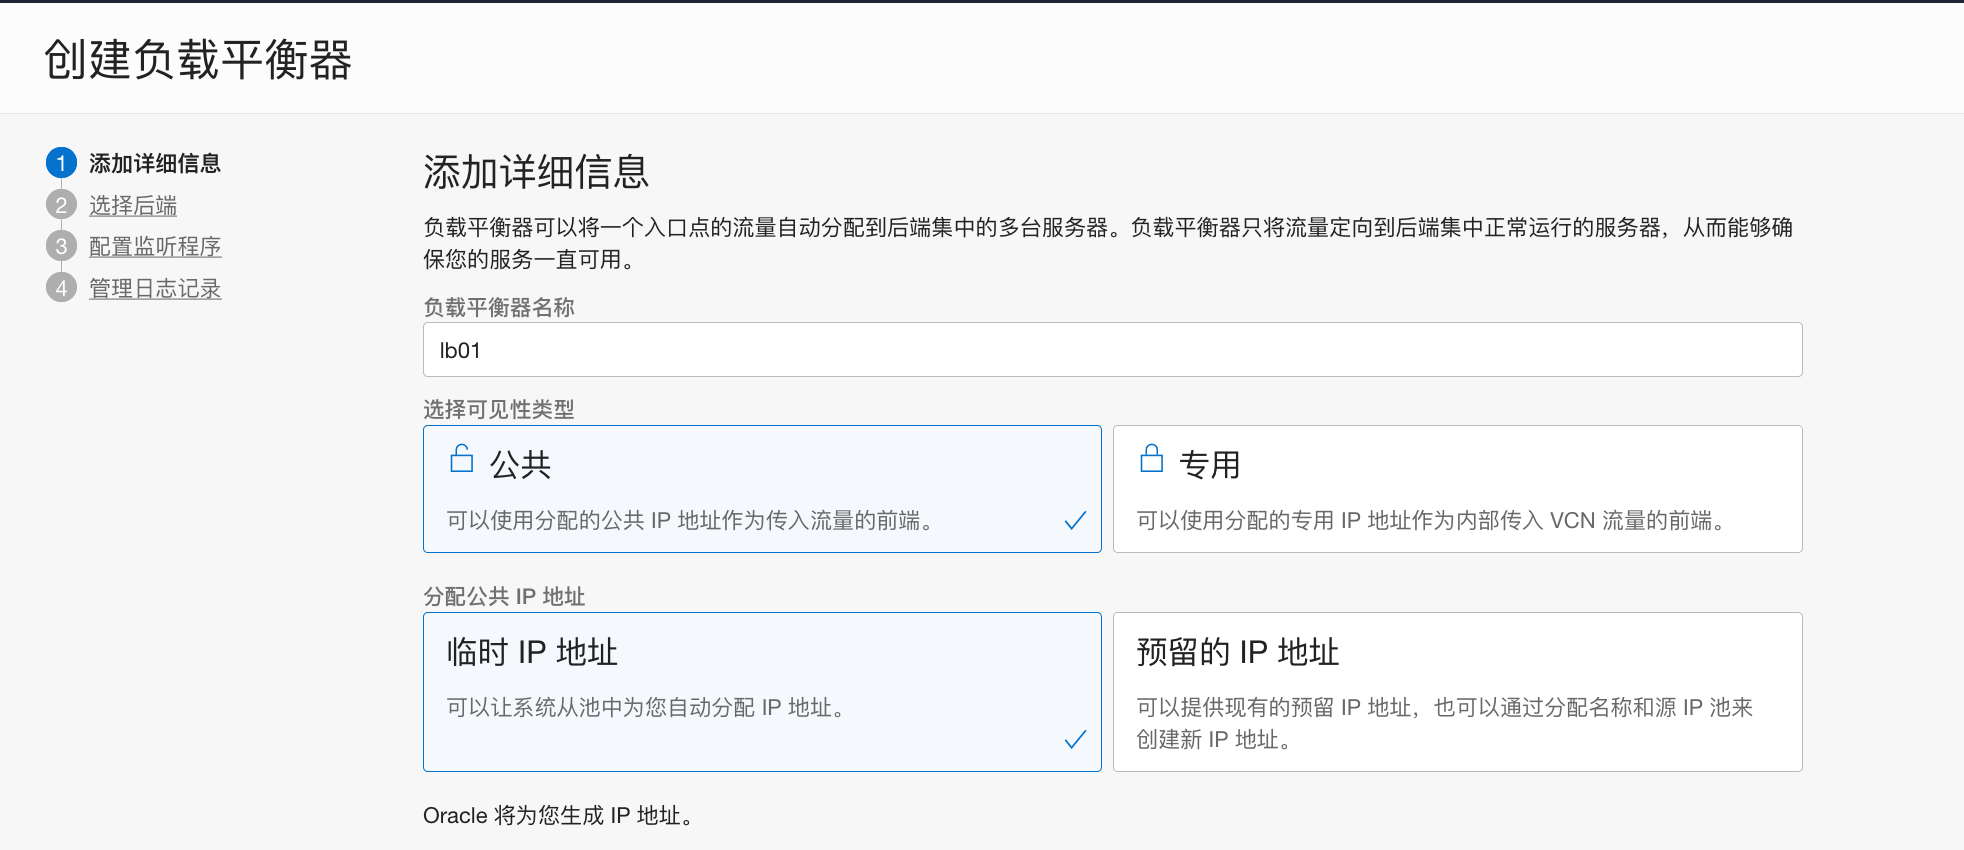 创建负载平衡器
1 添加详细信息
2 选择后端
3 配置监听程序
4 管理日志记录
添加详细信息
负载平衡器可以将一个入口点的流量自动分配到后端集中的多台服务器。负载平衡器只将流量定向到后端集中正常运行的服务器，从而能够确
保您的服务一直可用。
负载平衡器名称
lb01
选择可见性类型
公共
可以使用分配的公共 IP 地址作为传入流量的前端。
专用
可以使用分配的专用 IP 地址作为内部传入 VCN 流量的前端。
分配公共 IP 地址
临时 IP 地址
可以让系统从池中为您自动分配 IP 地址。
预留的 IP 地址
可以提供现有的预留 IP 地址，也可以通过分配名称和源 IP 池来
创建新 IP 地址。
Oracle 将为您生成 IP 地址。